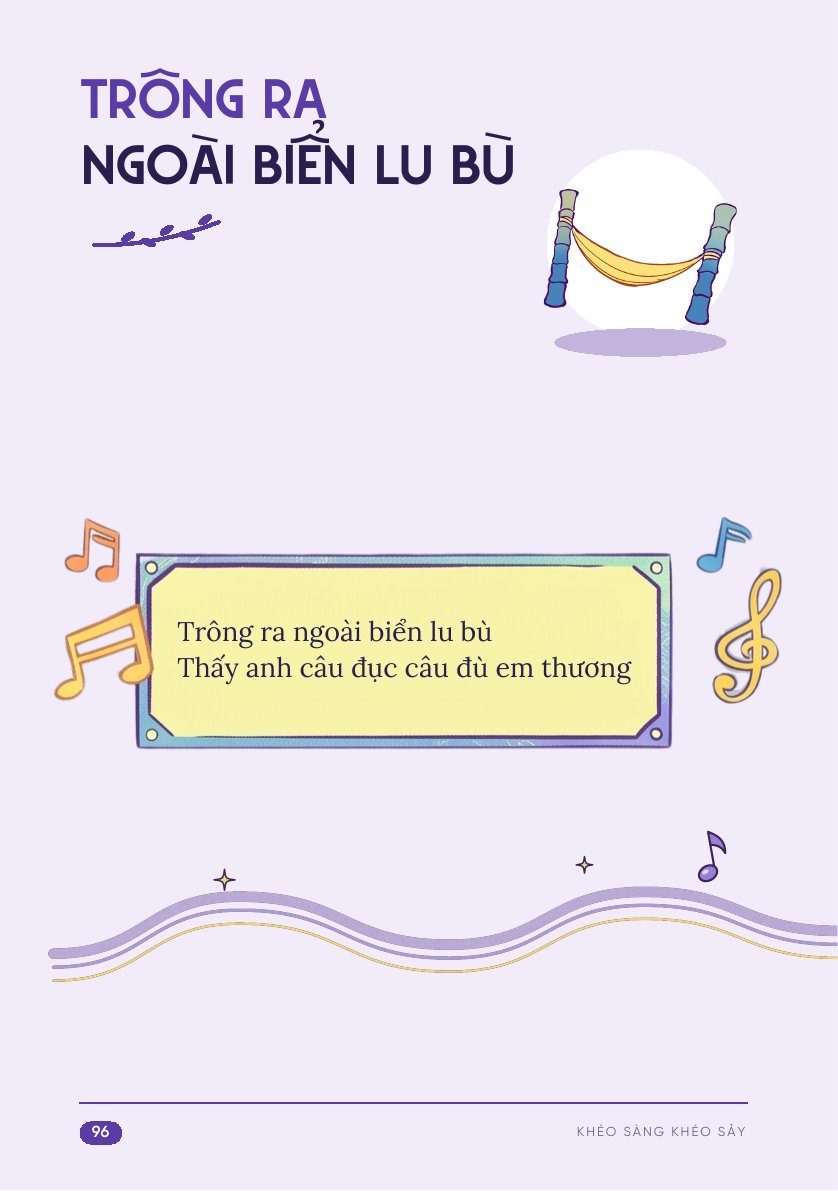 TRÔNG RA
NGOÀI BIỂN LU BÙ
Trông ra ngoài biển lu bù
Thấy anh câu đục câu đù em thương
96
KHÉO SÀNG KHÉO SẢY